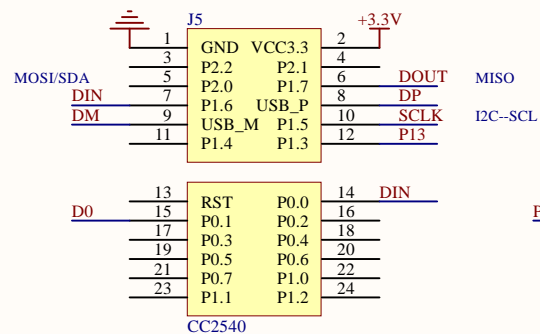 J5
+3.3V
1 GND VCC3.3 2
3 P2.2 P2.1 4
MOSI/SDA 5 P2.0 P1.7 6 DOUT MISO
DIN 7 P1.6 USB_P 8 DP
DM 9 USB_M P1.5 10 SCLK I2C--SCL
11 P1.4 P1.3 12 P13
13 RST P0.0 14 DIN
D0 15 P0.1 P0.2 16
17 P0.3 P0.4 18
19 P0.5 P0.6 20
21 P0.7 P1.0 22
23 P1.1 P1.2 24
CC2540